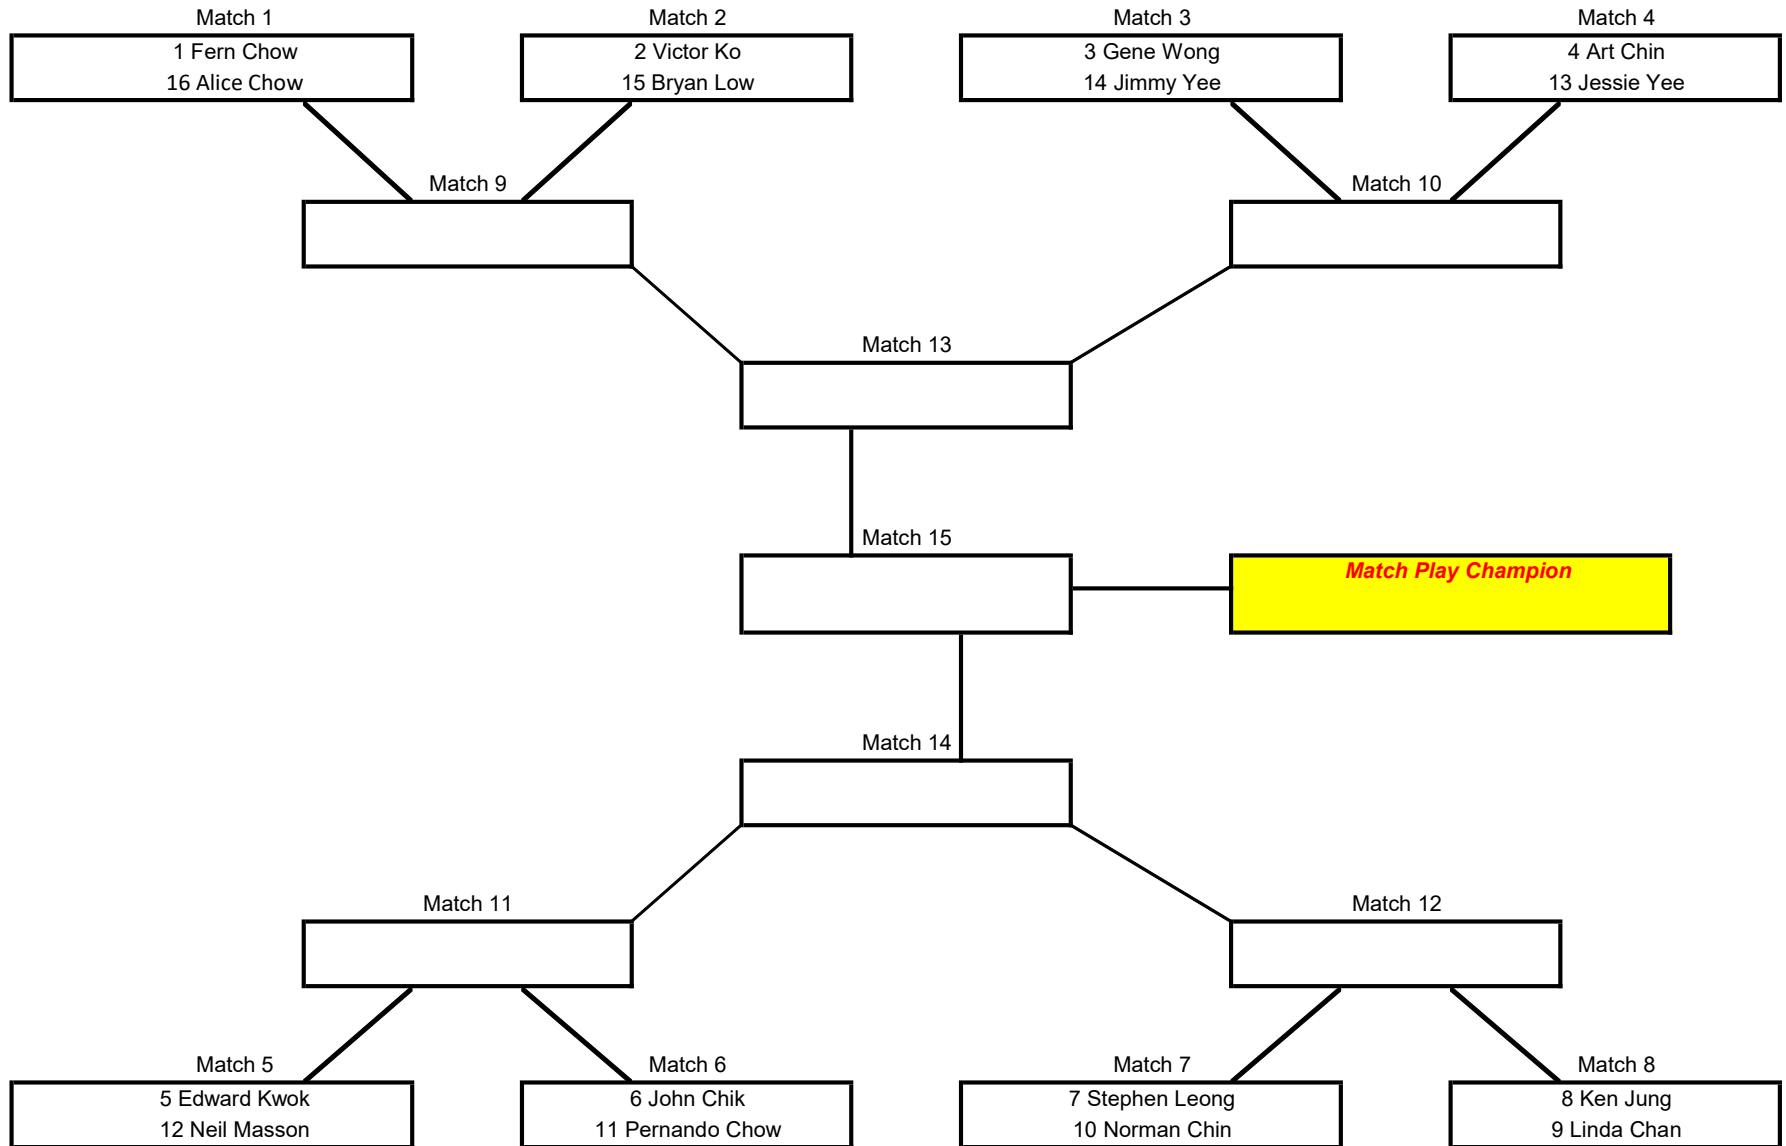 Match 1
Match 2
Match 3
Match 4
1 Fern Chow
16 Alice Chow
2 Victor Ko
15 Bryan Low
3 Gene Wong
14 Jimmy Yee
4 Art Chin
13 Jessie Yee
Match 9
Match 10
Match 13
Match 15
Match Play Champion
Match 14
Match 11
Match 12
Match 5
Match 6
Match 7
Match 8
5 Edward Kwok
12 Neil Masson
6 John Chik
11 Pernando Chow
7 Stephen Leong
10 Norman Chin
8 Ken Jung
9 Linda Chan